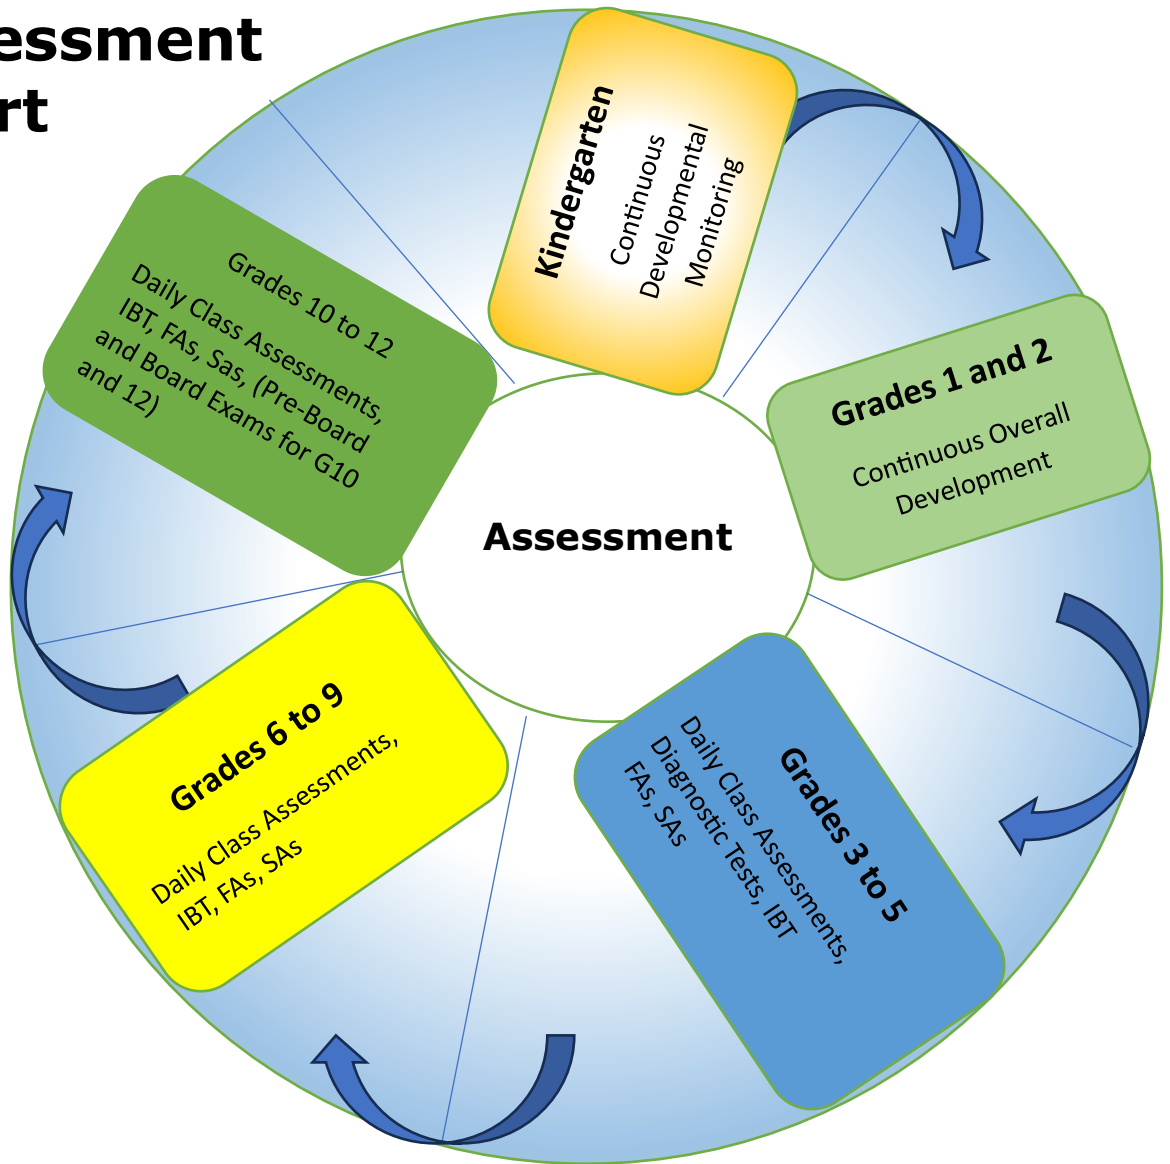 essment
rt
Kindergarten
Continuous
Developmental
Monitoring
Grades 1 and 2
Continuous Overall
Development
Grades 3 to 5
Daily Class Assessments,
Diagnostic Tests, IBT
FAs, SAs
Grades 6 to 9
Daily Class Assessments,
IBT, FAs, SAs
Grades 10 to 12
Daily Class Assessments,
IBT, FAs, Sas, (Pre-Board
and Board Exams for G10
and 12)
Assessment